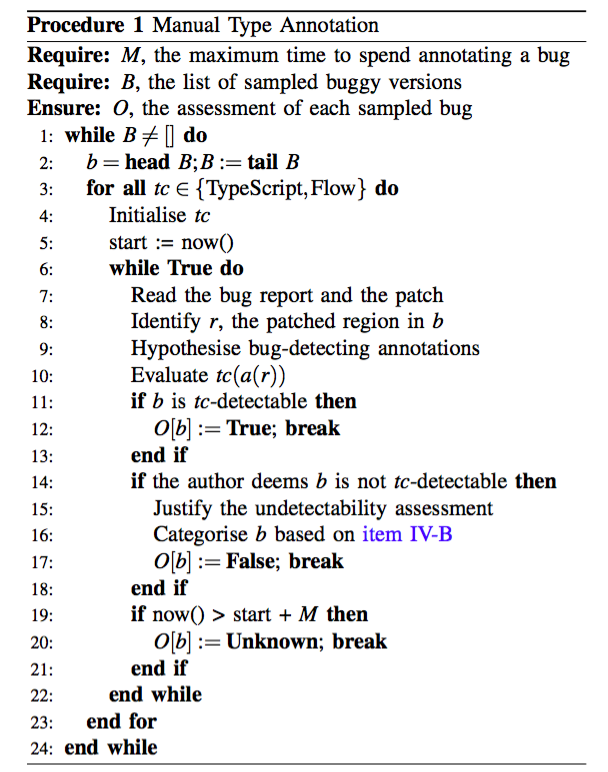 Procedure 1 Manual Type Annotation
Require: M, the maximum time to spend annotating a bug
Require: B, the list of sampled buggy versions
Ensure: O, the assessment of each sampled bug
1: while B ≠ [] do
2: b = head B; B := tail B
3: for all tc ∈ {TypeScript, Flow} do
4: Initialise tc
5: start := now()
6: while True do
7: Read the bug report and the patch
8: Identify r, the patched region in b
9: Hypothesise bug-detecting annotations
10: Evaluate tc(a(r))
11: if b is tc-detectable then
12: O[b] := True; break
13: end if
14: if the author deems b is not tc-detectable then
15: Justify the undetectability assessment
16: Categorise b based on item IV-B
17: O[b] := False; break
18: end if
19: if now() > start + M then
20: O[b] := Unknown; break
21: end if
22: end while
23: end for
24: end while